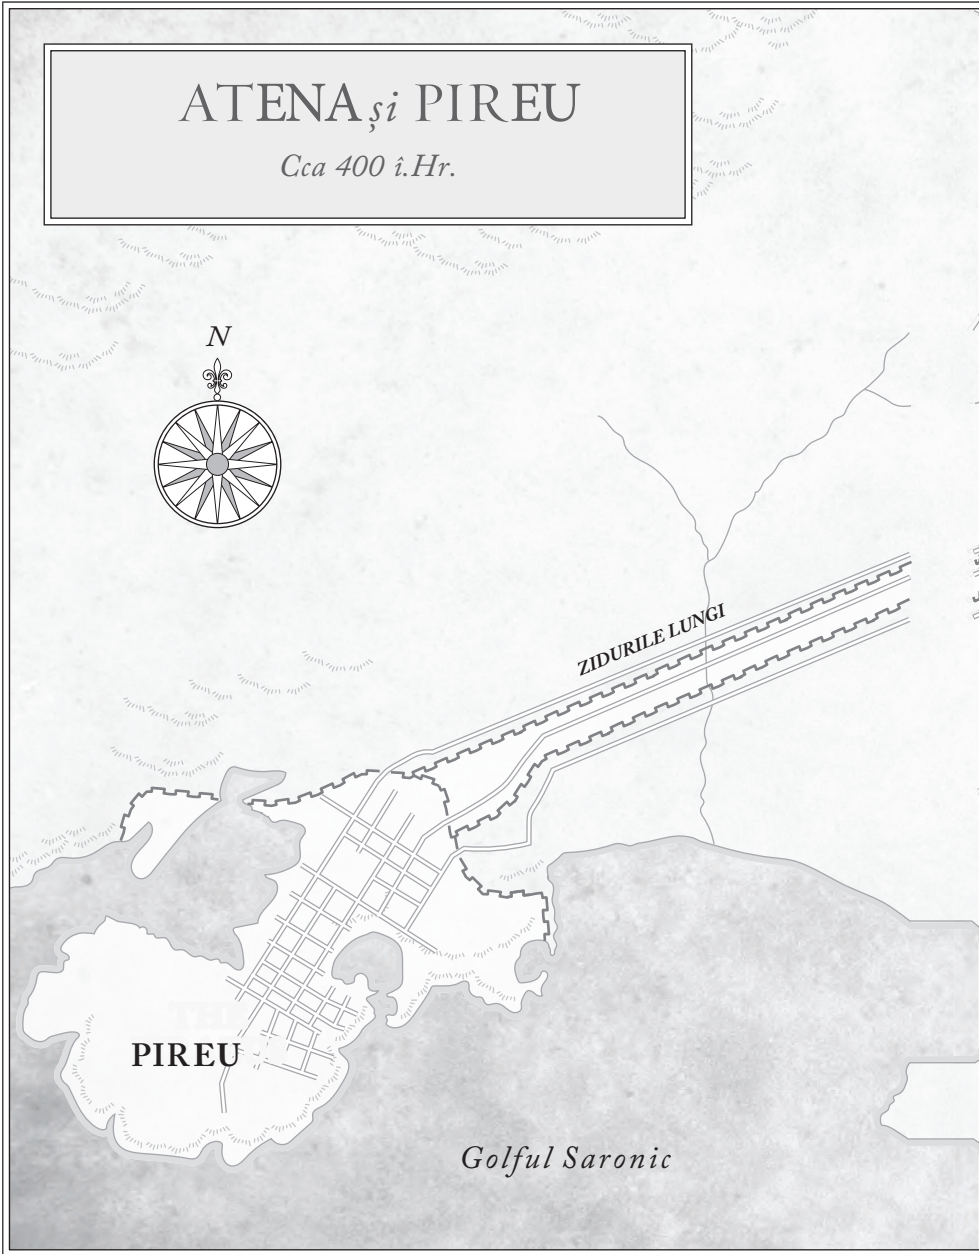 ATENA și PIREU
Cca 400 î.Hr.
N
ZIDURILE LUNGI
PIREU
Golful Saronic